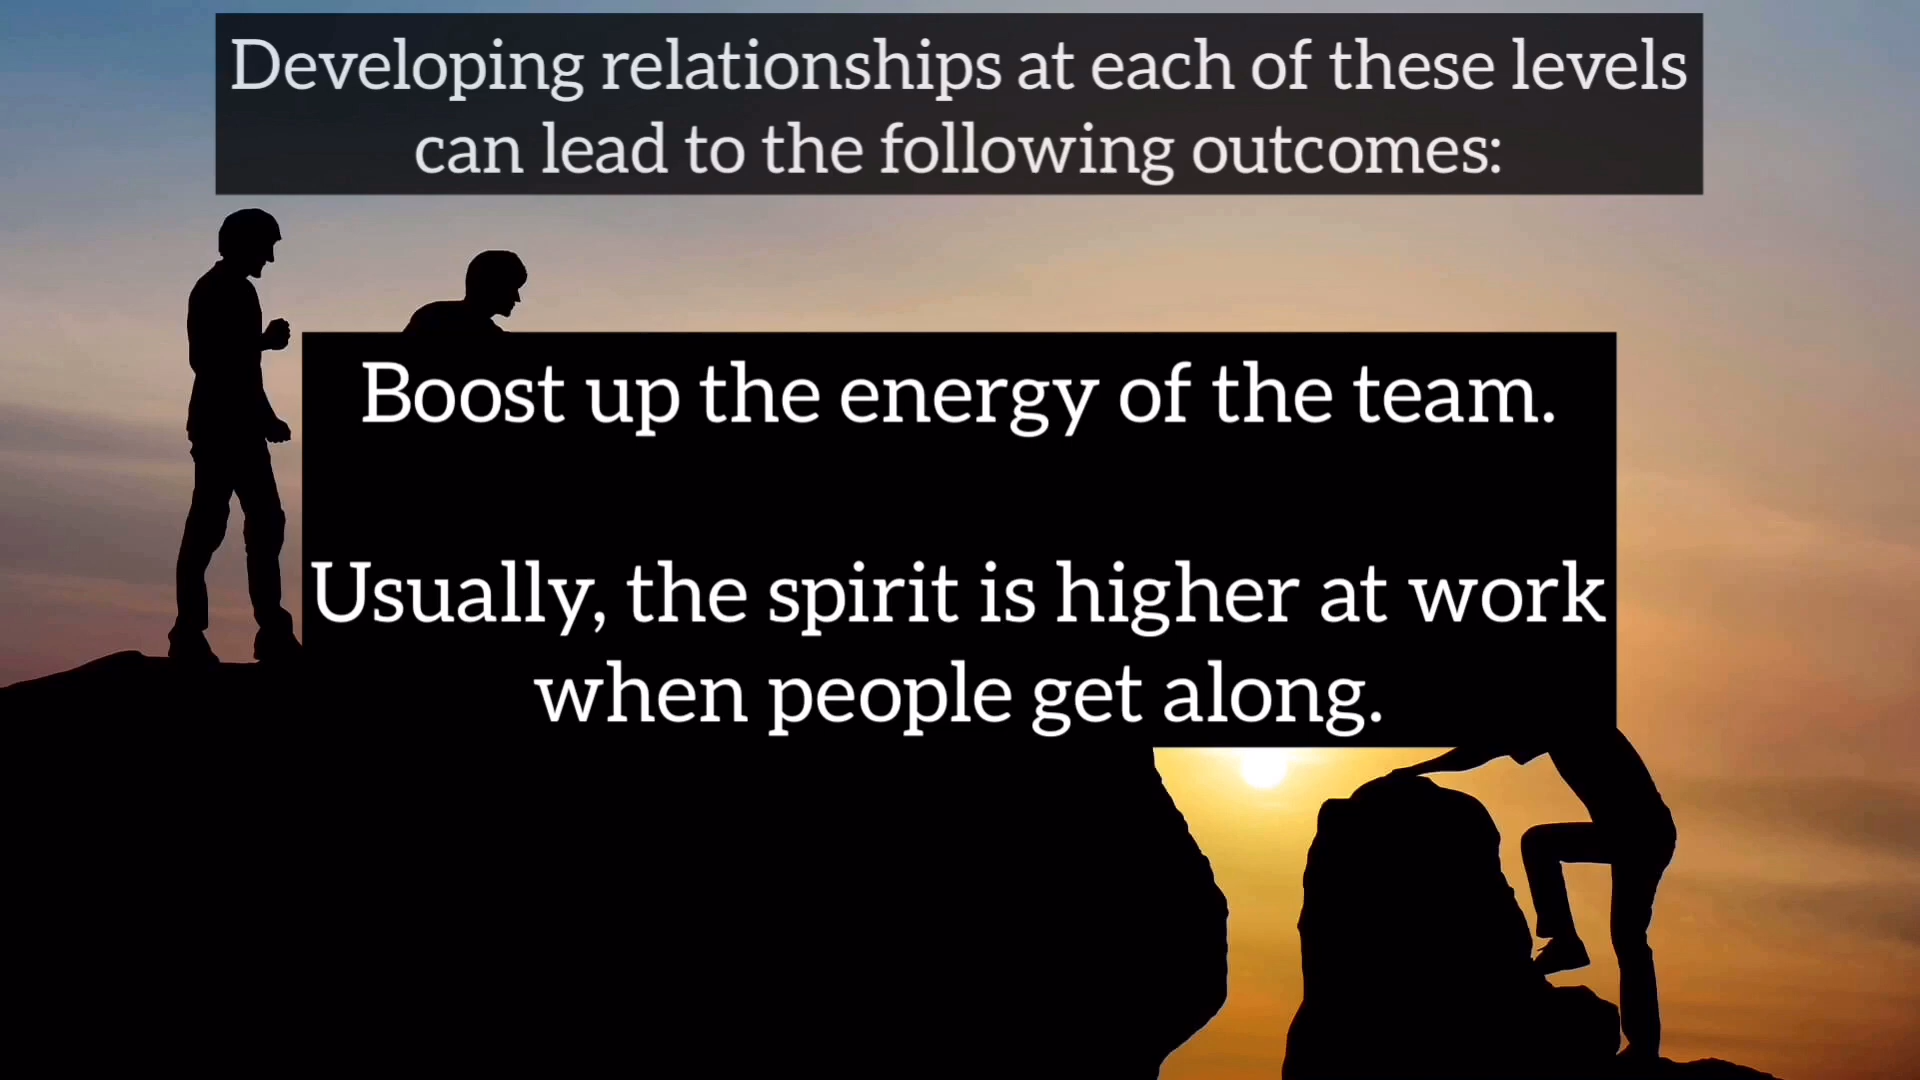 Developing relationships at each of these levels
can lead to the following outcomes:
Boost up the energy of the team.
Usually, the spirit is higher at work
when people get along.